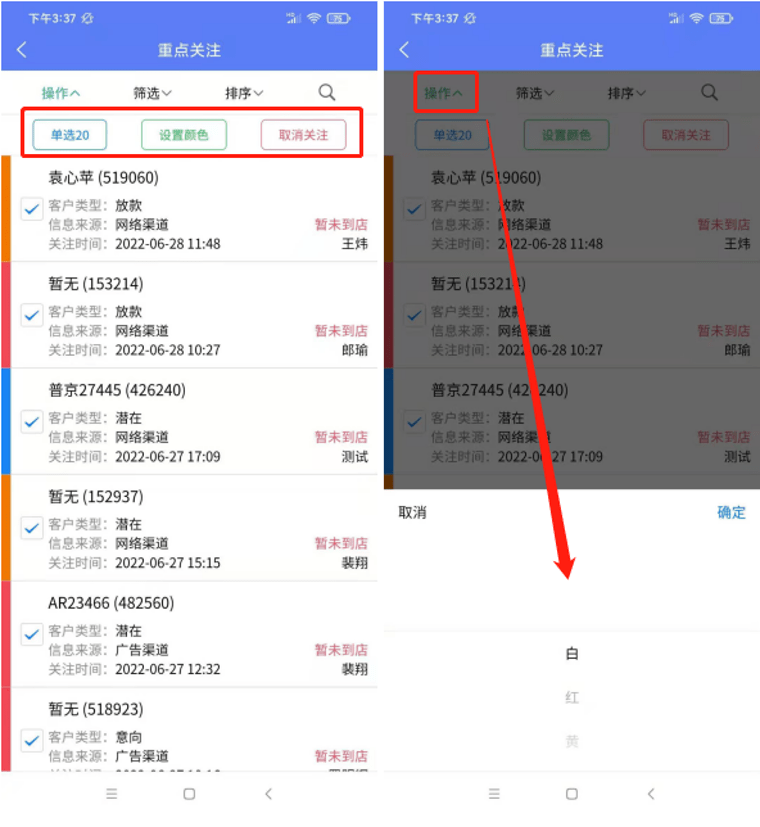 下午3:37
75
重点关注
操作
筛选
排序
单选20
设置颜色
取消关注
袁心苹 (519060)
客户类型：放款
信息来源：网络渠道
暂未到店
关注时间：2022-06-28 11:48
王炜
暂无 (153214)
客户类型：放款
信息来源：网络渠道
暂未到店
关注时间：2022-06-28 10:27
郎瑜
普京27445 (426240)
客户类型：潜在
信息来源：网络渠道
暂未到店
关注时间：2022-06-27 17:09
测试
暂无 (152937)
客户类型：潜在
信息来源：网络渠道
暂未到店
关注时间：2022-06-27 15:15
裴翔
AR23466 (482560)
客户类型：潜在
信息来源：广告渠道
暂未到店
关注时间：2022-06-27 12:32
裴翔
暂无 (518923)
客户类型：意向
信息来源：广告渠道
暂未到店
下午3:37
75
重点关注
操作
筛选
排序
单选20
设置颜色
取消关注
袁心苹 (519060)
客户类型：放款
信息来源：网络渠道
暂未到店
关注时间：2022-06-28 11:48
王炜
暂无 (153214)
客户类型：放款
信息来源：网络渠道
暂未到店
关注时间：2022-06-28 10:27
郎瑜
普京27445 (426240)
客户类型：潜在
信息来源：网络渠道
暂未到店
关注时间：2022-06-27 17:09
测试
取消
确定
白
红
黄